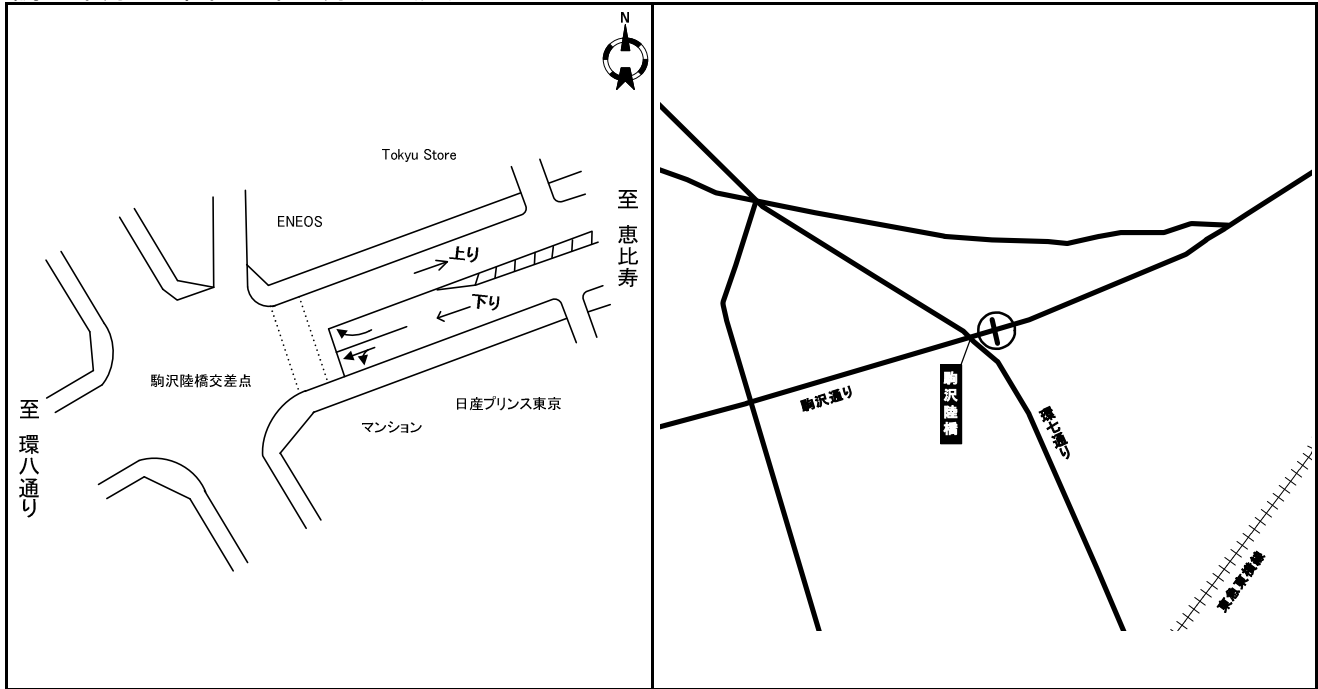 N
Tokyu Store
ENEOS
至 恵比寿
上り
下り
駒沢陸橋交差点
日産プリンス東京
マンション
至 環八通り
駒沢通り
駒沢陸橋
環七通り
東急東横線